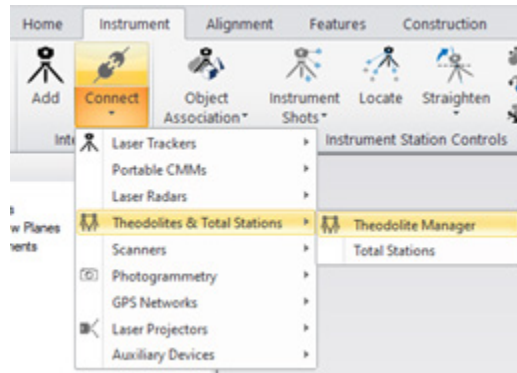 Home Instrument Alignment Features Construction
Add Connect Object Association Instrument Shots Locate Straighten
Instrument Station Controls
Laser Trackers
Portable CMMs
Laser Radars
Theodolites & Total Stations
Theodolite Manager
Total Stations
Scanners
Photogrammetry
GPS Networks
Laser Projectors
Auxiliary Devices
Planes